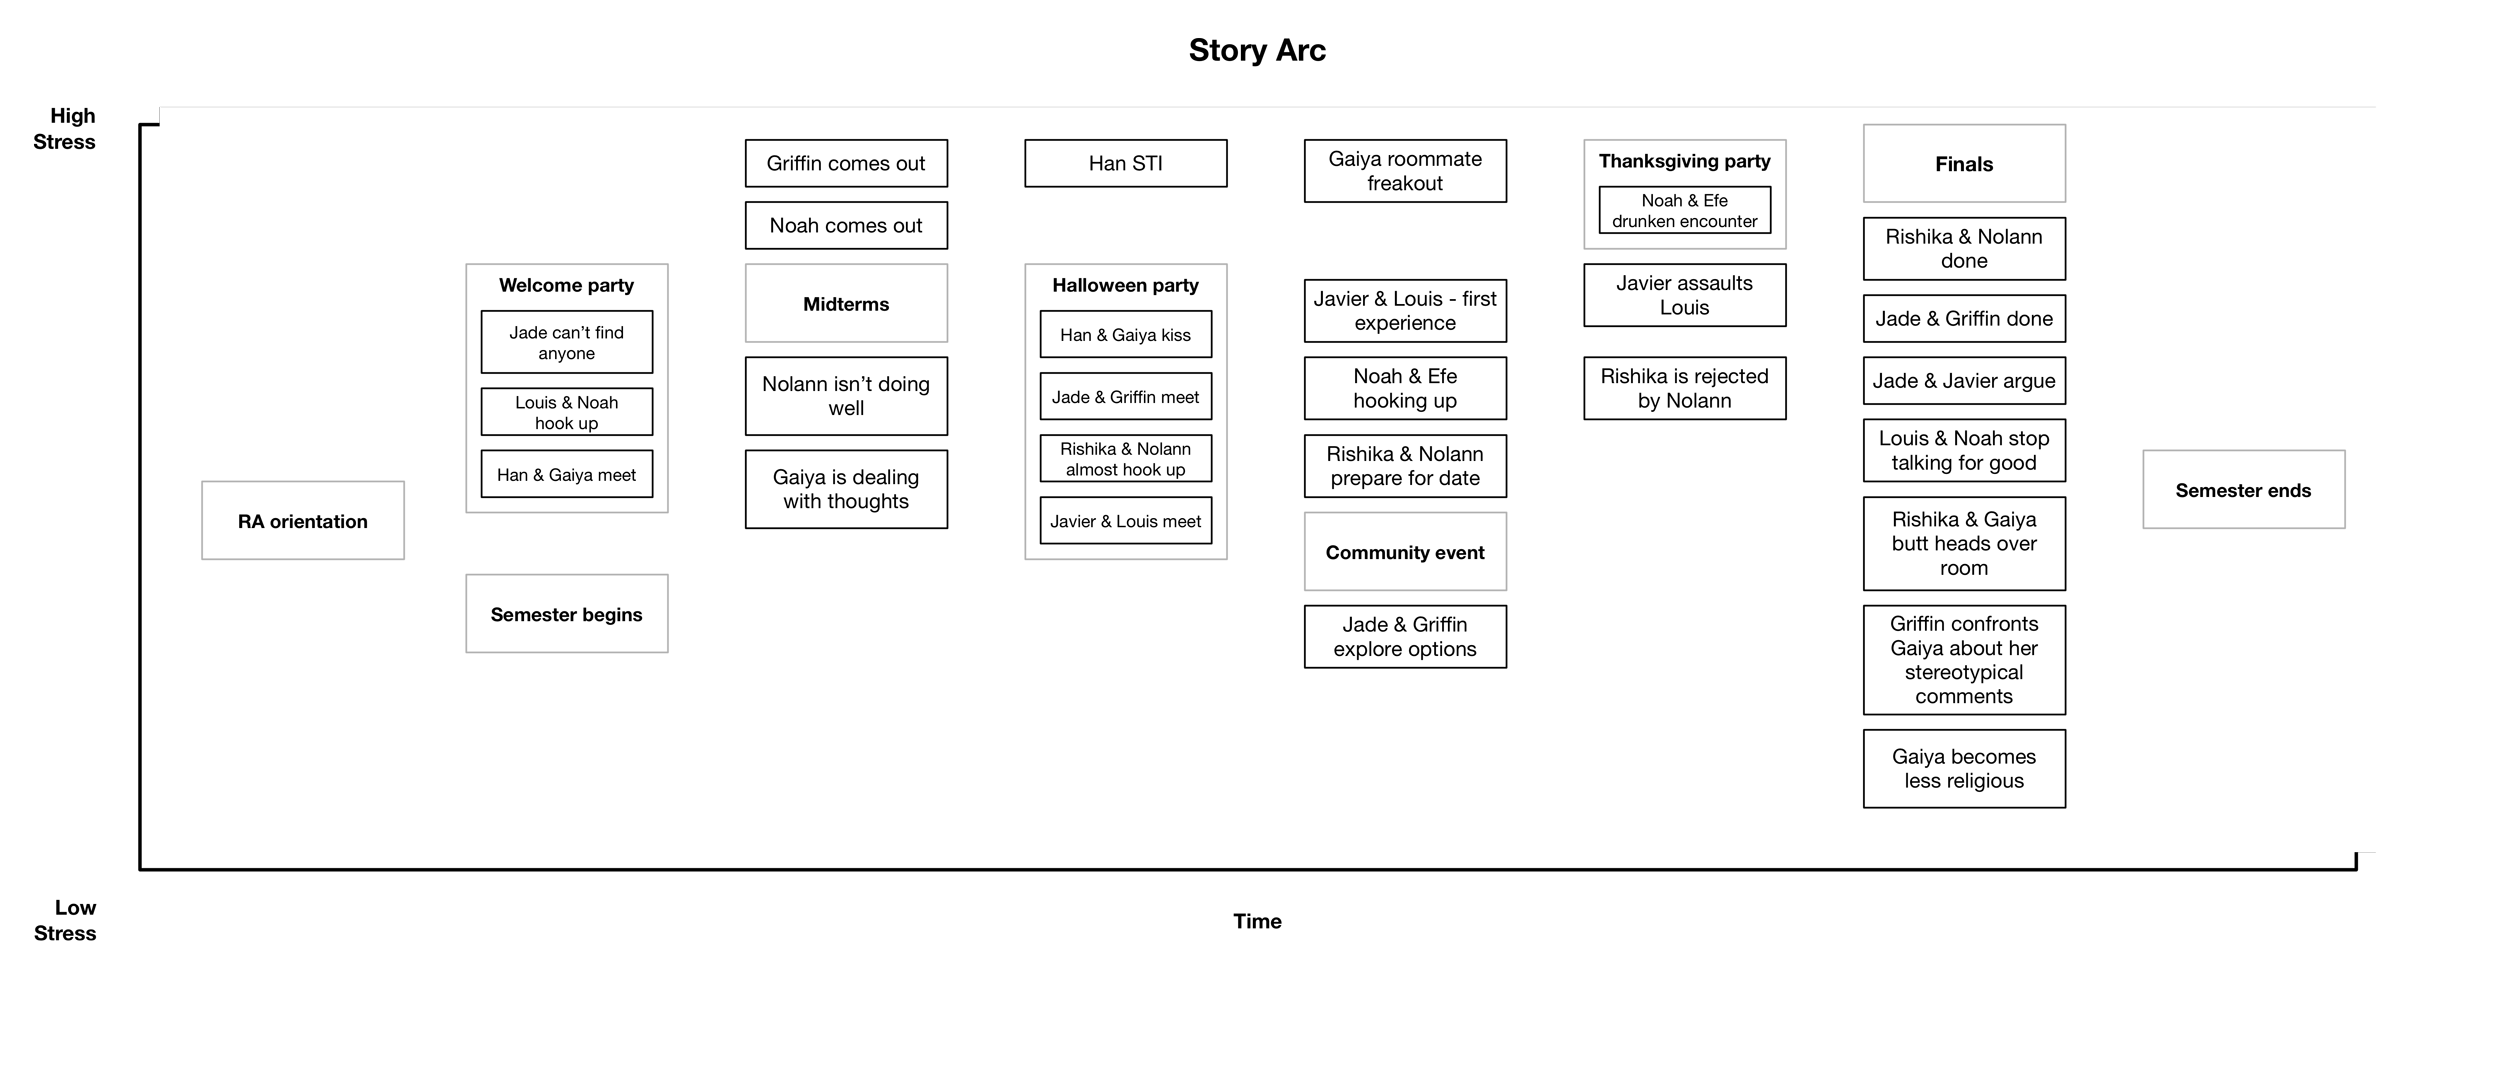 Story Arc
High
Stress
RA orientation
Welcome party
Jade can’t find
anyone
Louis & Noah
hook up
Han & Gaiya meet
Semester begins
Griffin comes out
Noah comes out
Midterms
Nolann isn’t doing
well
Gaiya is dealing
with thoughts
Han STI
Halloween party
Han & Gaiya kiss
Jade & Griffin meet
Rishika & Nolann
almost hook up
Javier & Louis meet
Gaiya roommate
freakout
Javier & Louis - first
experience
Noah & Efe
hooking up
Rishika & Nolann
prepare for date
Community event
Jade & Griffin
explore options
Thanksgiving party
Noah & Efe
drunken encounter
Javier assaults
Louis
Rishika is rejected
by Nolann
Finals
Rishika & Nolann
done
Jade & Griffin done
Jade & Javier argue
Louis & Noah stop
talking for good
Rishika & Gaiya
butt heads over
room
Griffin confronts
Gaiya about her
stereotypical
comments
Gaiya becomes
less religious
Semester ends
Low
Stress
Time